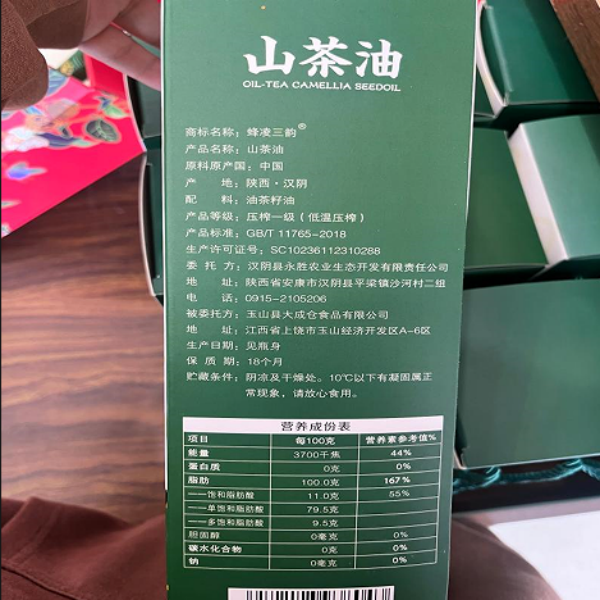 山茶油
OIL-TEA CAMELLIA SEEDOIL
商标名称：蜂凌三韵®
产品名称：山茶油
原料原产国：中国
产 地：陕西·汉阴
配 料：油茶籽油
产品等级：压榨一级（低温压榨）
产品标准：GB/T 11765-2018
生产许可证号：SC10236112310288
委 托 方：汉阴县永胜农业生态开发有限责任公司
地 址：陕西省安康市汉阴县平梁镇沙河村二组
电 话：0915-2105206
被委托方：玉山县大成仓食品有限公司
地 址：江西省上饶市玉山经济开发区A-6区
生产日期：见瓶身
保 质 期：18个月
贮藏条件：阴凉及干燥处。10℃以下有凝固属正
常现象，请放心食用。
营养成份表
项目 每100克 营养素参考值%
能量 3700千焦 44%
蛋白质 0克 0%
脂肪 100.0克 167%
——饱和脂肪酸 11.0克 55%
——单饱和脂肪酸 79.5克
——多饱和脂肪酸 9.5克
胆固醇 0毫克 0%
碳水化合物 0克 0%
钠 0毫克 0%